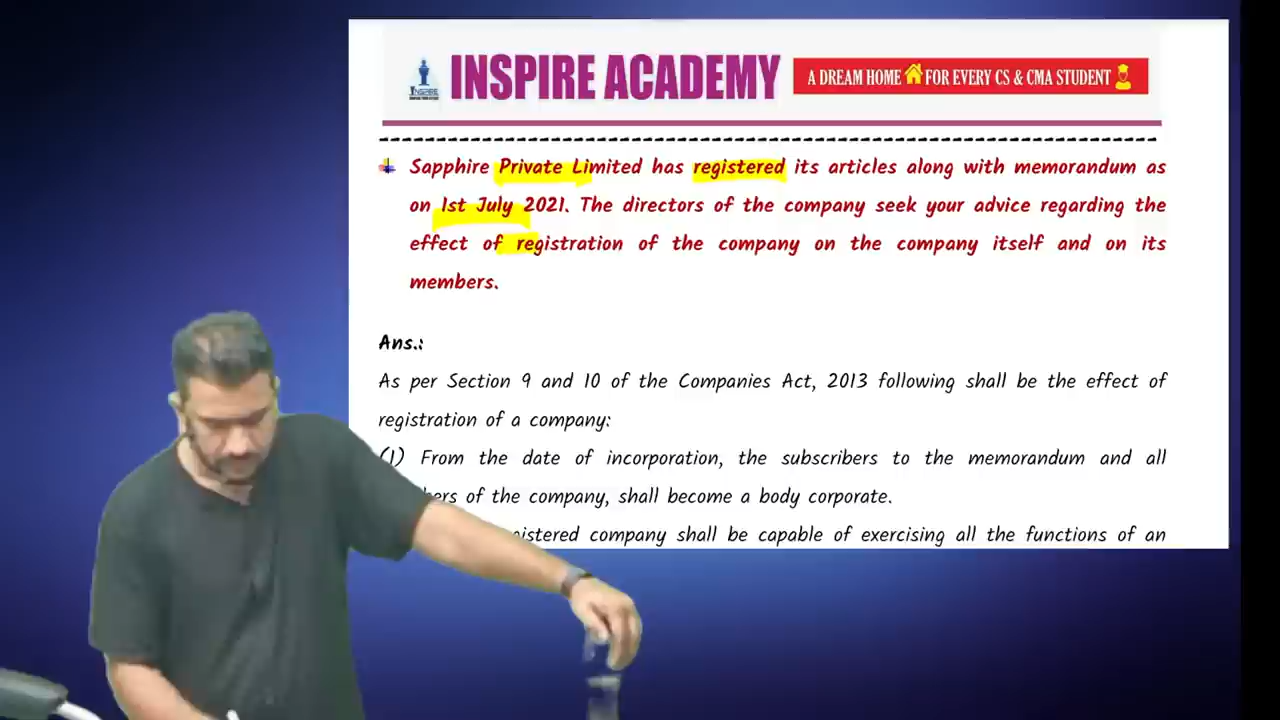 INSPIRE ACADEMY
A DREAM HOME FOR EVERY CS & CMA STUDENT
INSPIRE
Sapphire Private Limited has registered its articles along with memorandum as
on 1st July 2021. The directors of the company seek your advice regarding the
effect of registration of the company on the company itself and on its
members.
Ans.:
As per Section 9 and 10 of the Companies Act, 2013 following shall be the effect of
registration of a company:
(1) From the date of incorporation, the subscribers to the memorandum and all
of the company, shall become a body corporate.
company shall be capable of exercising all the functions of an